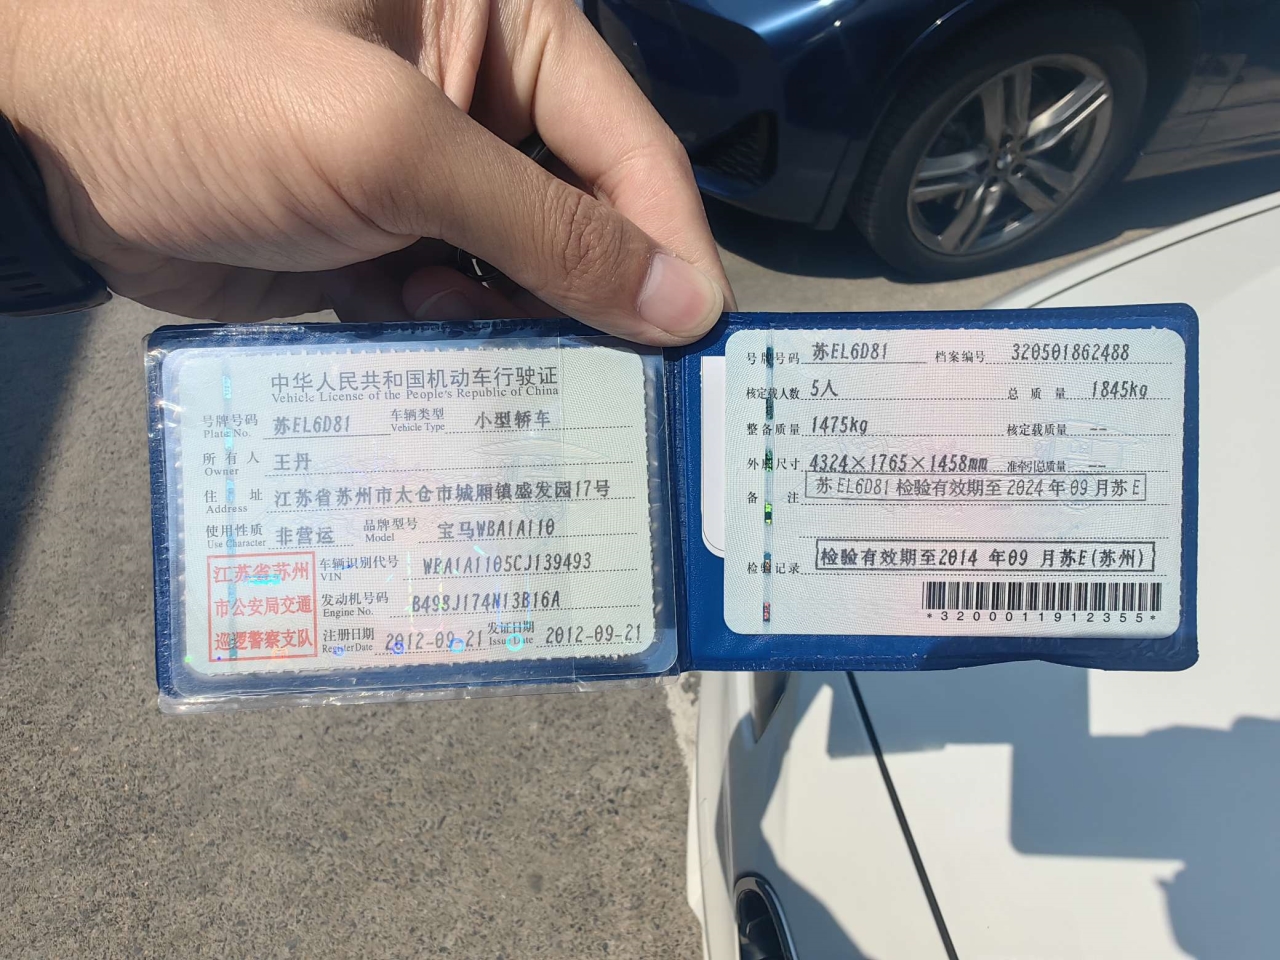 中华人民共和国机动车行驶证
Vehicle License of the People's Republic of China
号牌号码 苏EL6D81 车辆类型 小型轿车
Plate No. Vehicle Type
所有人 王丹
Owner
住址 江苏省苏州市太仓市城厢镇盛发园17号
Address
使用性质 非营运 品牌型号 宝马WBA1A110
Use Character Model
江苏省苏州
市公安局交通
巡逻警察支队
车辆识别代号 WBA1A1105CJ139493
VIN
发动机号码 B498J174N13B16A
Engine No.
注册日期 2012-09-21 发证日期 2012-09-21
Register Date Issue Date
号牌号码 苏EL6D81 档案编号 320501862488
核定载人数 5人 总质量 1845kg
整备质量 1475kg 核定载质量 --
外廓尺寸 4324×1765×1458mm 准牵引总质量 --
备注 苏EL6D81 检验有效期至2024年09月苏E
检验记录 检验有效期至2014 年09 月苏E(苏州)
*3200011912355*